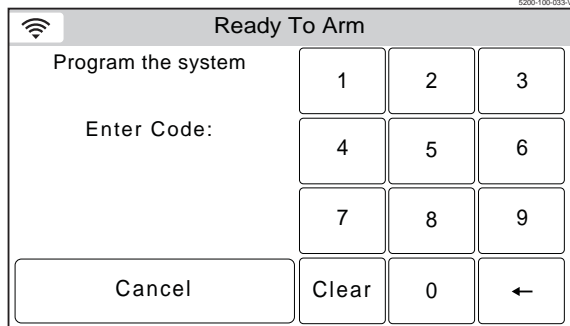 5200-100-033-V
Ready To Arm
Program the system
Enter Code:
1 2 3
4 5 6
7 8 9
Cancel Clear 0 ←